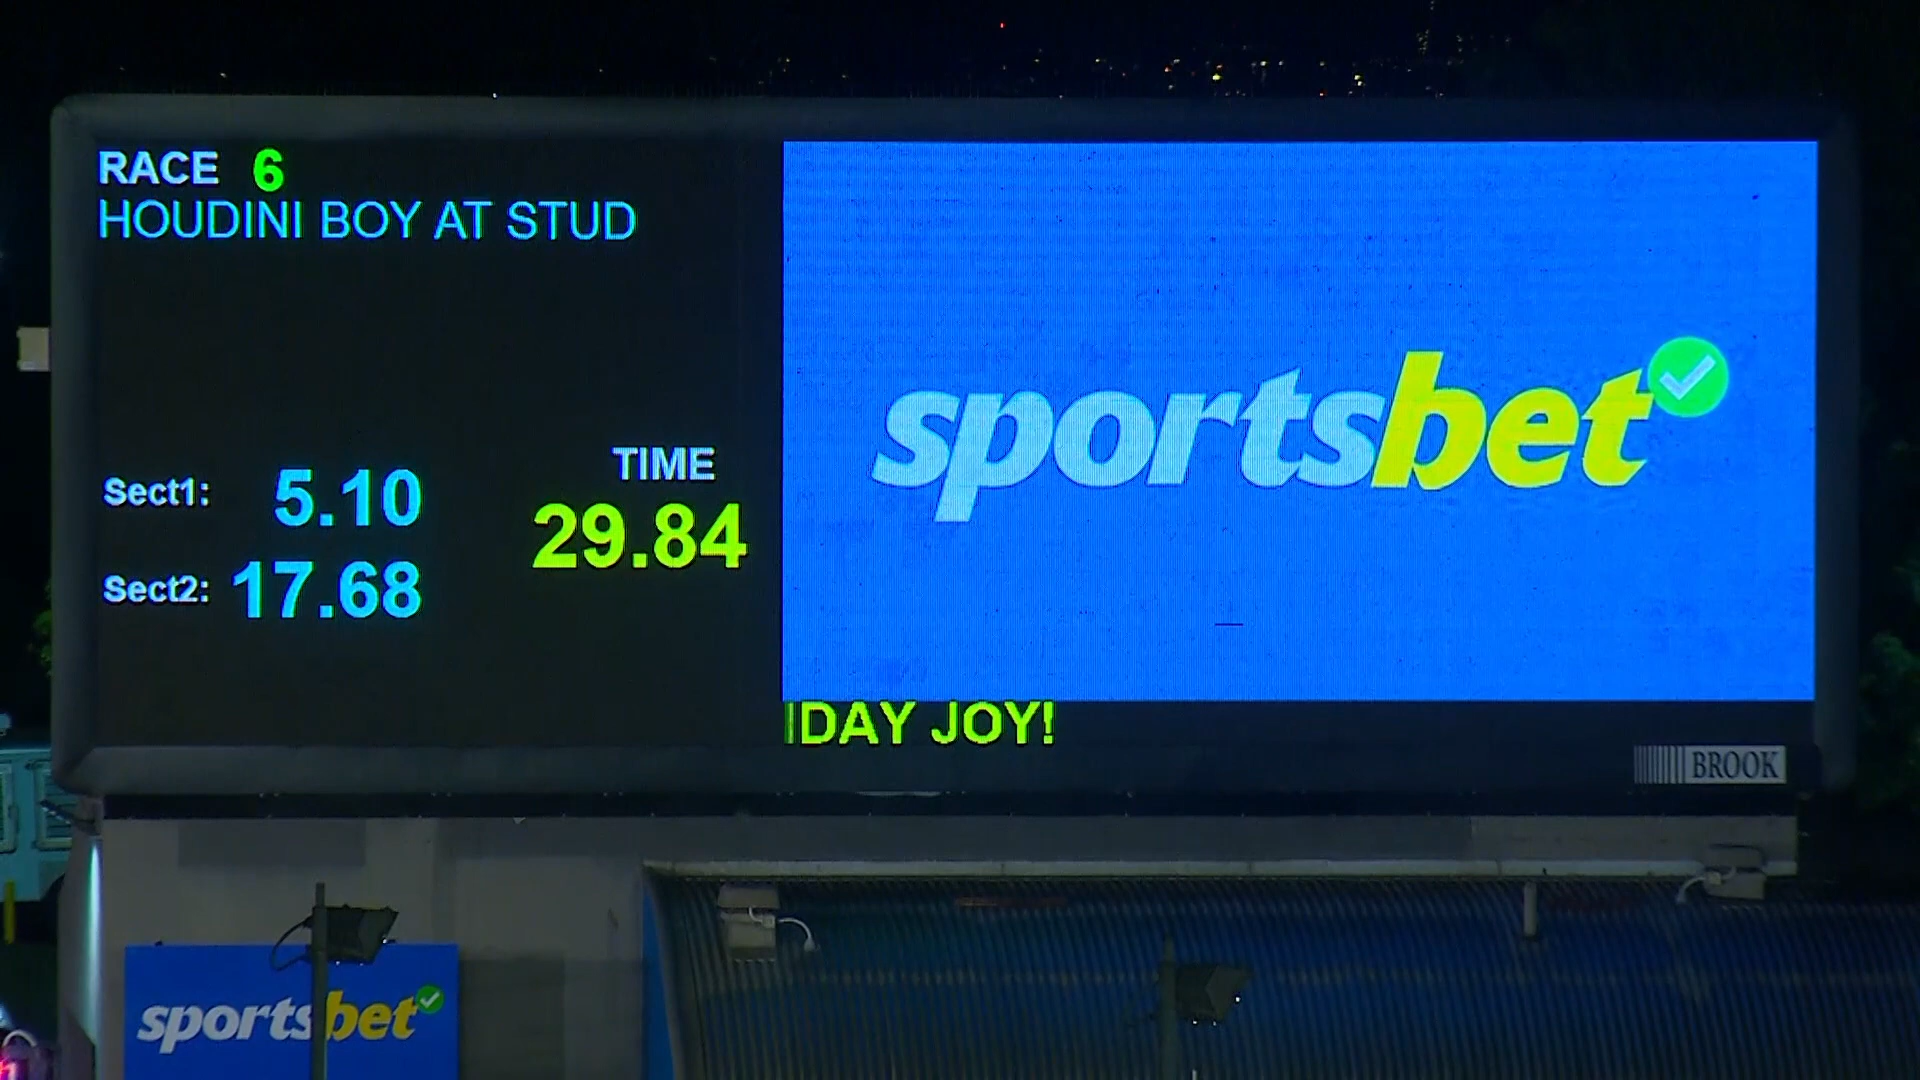 RACE 6
HOUDINI BOY AT STUD
Sect1: 5.10
Sect2: 17.68
TIME
29.84
sportsbet
DAY JOY!
BROOK
sportsbet